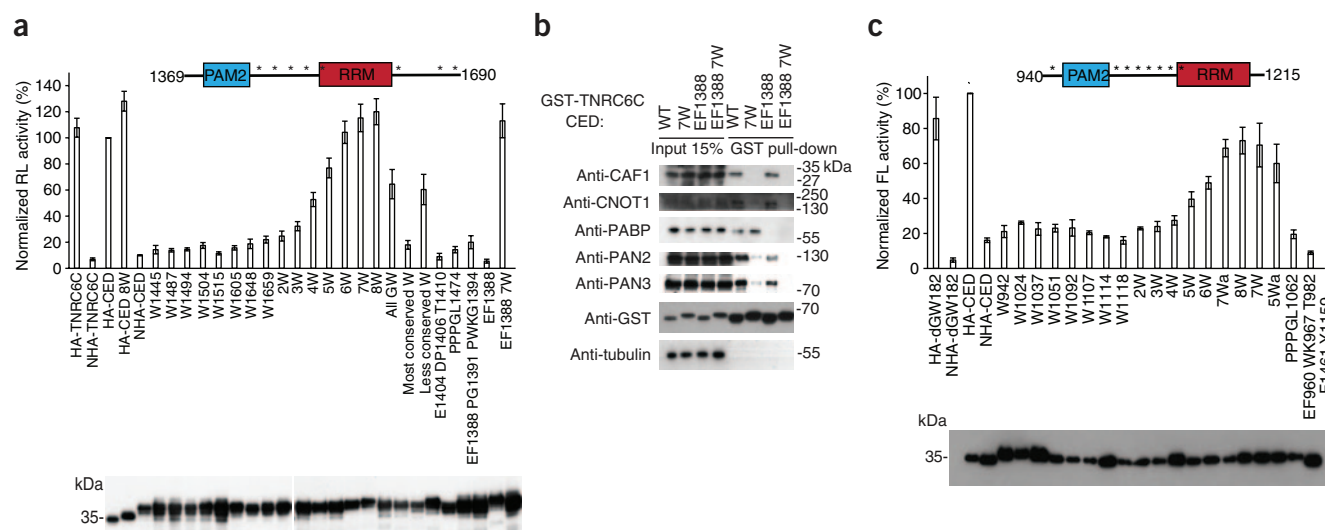 a
1369
PAM2
* * * * * * * *
RRM
1690
Normalized RL activity (%)
140
120
100
80
60
40
20
0
HA-TNRC6C
NHA-TNRC6C
HA-CED
HA-CED 8W
NHA-CED
W1445
W1487
W1494
W1504
W1515
W1605
W1648
W1659
2W
3W
4W
5W
6W
7W
8W
All GW
Most conserved W
Less conserved W
E1404 DP1406 T1410
PPPGL1474
EF1388 PG1391 PWKG1394
EF1388
EF1388 7W
kDa
35-
b
GST-TNRC6C
CED:
WT
7W
EF1388
EF1388 7W
WT
7W
EF1388
EF1388 7W
Input 15%
GST pull-down
Anti-CAF1
-35 kDa
-27
Anti-CNOT1
-250
-130
Anti-PABP
-55
Anti-PAN2
-130
Anti-PAN3
-70
Anti-GST
-70
Anti-tubulin
-55
c
940
PAM2
* * * * * * * *
RRM
1215
Normalized FL activity (%)
100
80
60
40
20
0
HA-dGW182
NHA-dGW182
HA-CED
NHA-CED
W942
W1024
W1037
W1051
W1092
W1107
W1114
W1118
2W
3W
4W
5W
6W
7Wa
8W
7W
5Wa
PPPGL1062
EF960 WK967 T982
kDa
35-